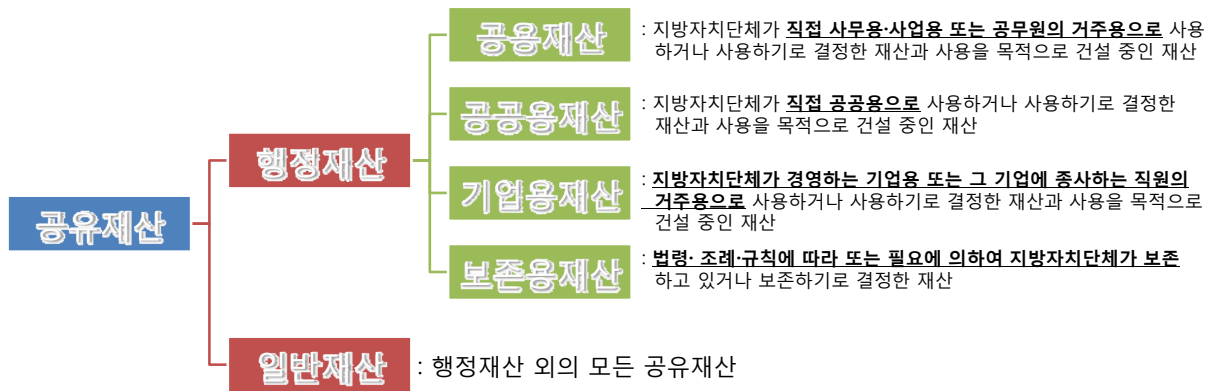 공용재산
: 지방자치단체가 직접 사무용·사업용 또는 공무원의 거주용으로 사용
하거나 사용하기로 결정한 재산과 사용을 목적으로 건설 중인 재산
공공용재산
: 지방자치단체가 직접 공공용으로 사용하거나 사용하기로 결정한
재산과 사용을 목적으로 건설 중인 재산
행정재산
기업용재산
: 지방자치단체가 경영하는 기업용 또는 그 기업에 종사하는 직원의
거주용으로 사용하거나 사용하기로 결정한 재산과 사용을 목적으로
건설 중인 재산
공유재산
보존용재산
: 법령· 조례·규칙에 따라 또는 필요에 의하여 지방자치단체가 보존
하고 있거나 보존하기로 결정한 재산
일반재산
: 행정재산 외의 모든 공유재산